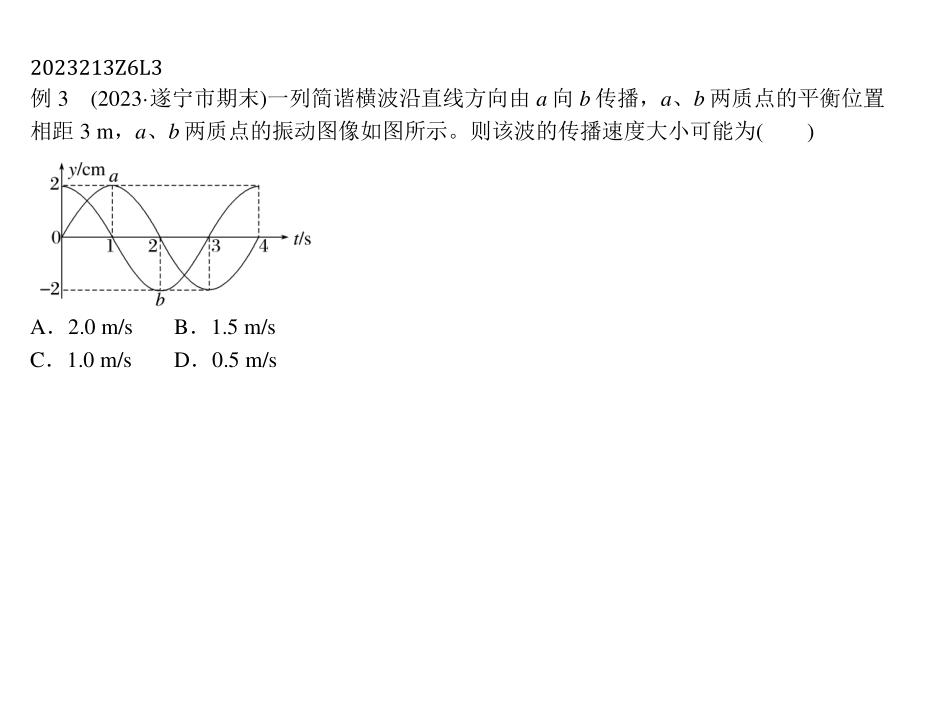 2023213Z6L3
例 3　(2023·遂宁市期末)一列简谐横波沿直线方向由 a 向 b 传播，a、b 两质点的平衡位置
相距 3 m，a、b 两质点的振动图像如图所示。则该波的传播速度大小可能为(　　)
y/cm
a
2
0
1
2
3
4
t/s
−2
b
A．2.0 m/s　　B．1.5 m/s
C．1.0 m/s　　D．0.5 m/s